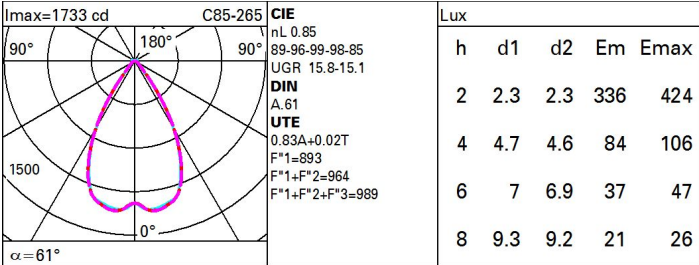 Imax=1733 cd C85-265
90° 180° 90°
1500
0°
α=61°
CIE
nL 0.85
89-96-99-98-85
UGR 15.8-15.1
DIN
A.61
UTE
0.83A+0.02T
F"1=893
F"1+F"2=964
F"1+F"2+F"3=989
Lux
h d1 d2 Em Emax
2 2.3 2.3 336 424
4 4.7 4.6 84 106
6 7 6.9 37 47
8 9.3 9.2 21 26